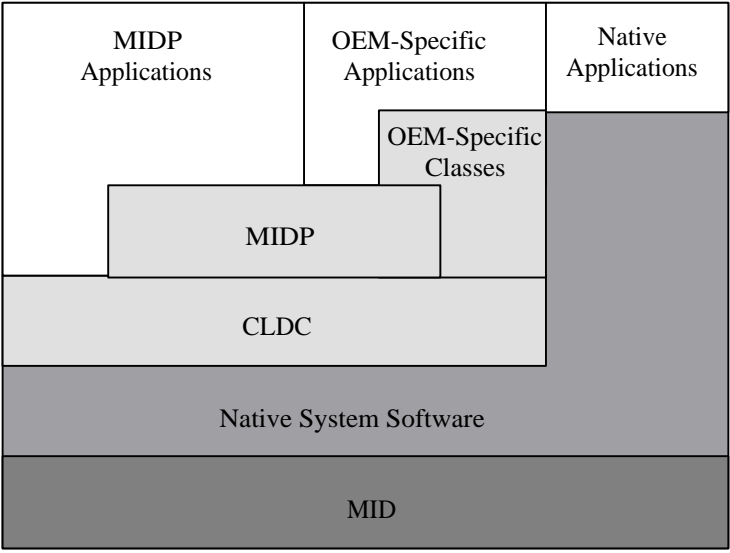 MIDP
Applications
OEM-Specific
Applications
Native
Applications
OEM-Specific
Classes
MIDP
CLDC
Native System Software
MID